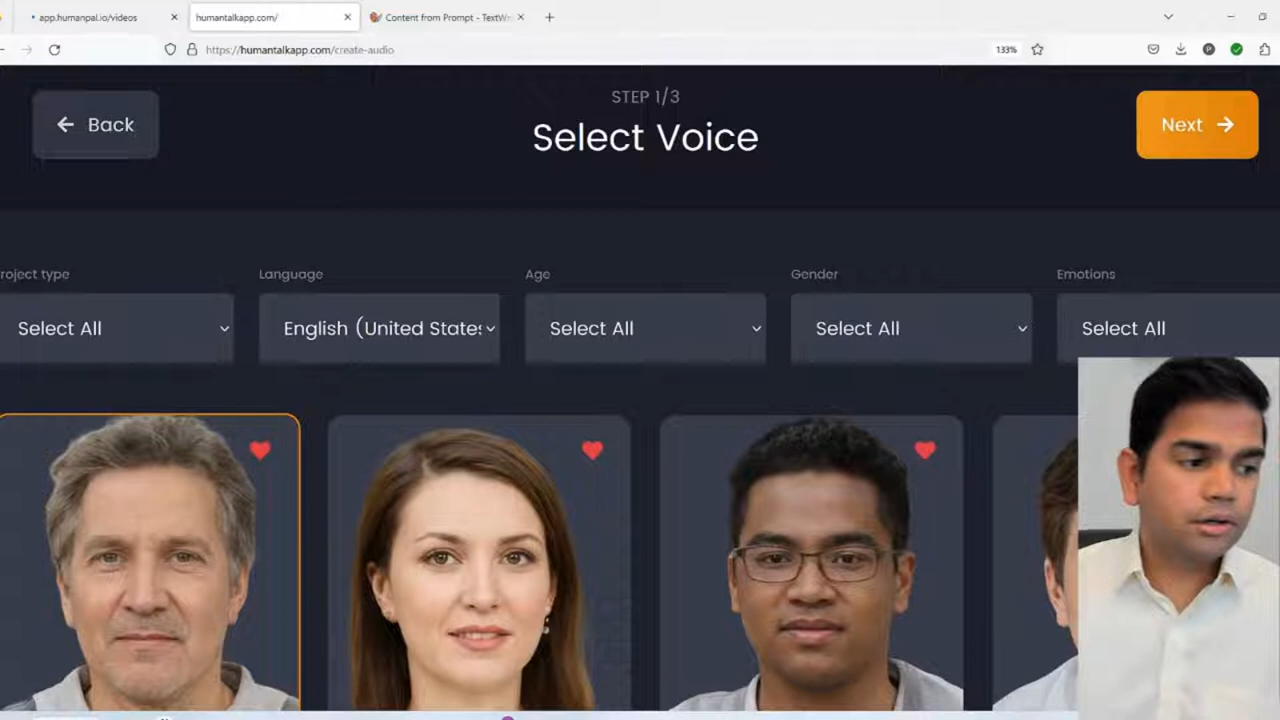 app.humanpal.io/videos
humantalkapp.com/
Content from Prompt - TextW
https://humantalkapp.com/create-audio
133%
Back
STEP 1/3
Select Voice
Next
roject type
Language
Age
Gender
Emotions
Select All
English (United States
Select All
Select All
Select All